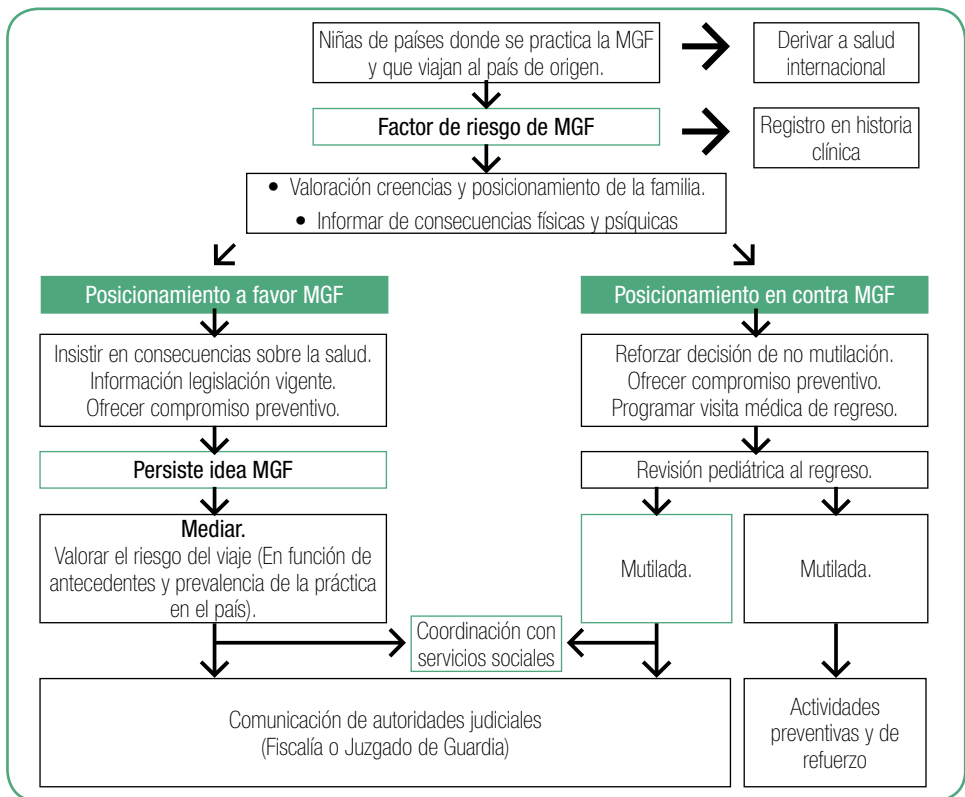 Niñas de países donde se practica la MGF
y que viajan al país de origen.
Derivar a salud
internacional
Factor de riesgo de MGF
Registro en historia
clínica
• Valoración creencias y posicionamiento de la familia.
• Informar de consecuencias físicas y psíquicas
Posicionamiento a favor MGF
Posicionamiento en contra MGF
Insistir en consecuencias sobre la salud.
Información legislación vigente.
Ofrecer compromiso preventivo.
Reforzar decisión de no mutilación.
Ofrecer compromiso preventivo.
Programar visita médica de regreso.
Persiste idea MGF
Revisión pediátrica al regreso.
Mediar.
Valorar el riesgo del viaje (En función de
antecedentes y prevalencia de la práctica
en el país).
Mutilada.
Mutilada.
Coordinación con
servicios sociales
Comunicación de autoridades judiciales
(Fiscalía o Juzgado de Guardia)
Actividades
preventivas y de
refuerzo